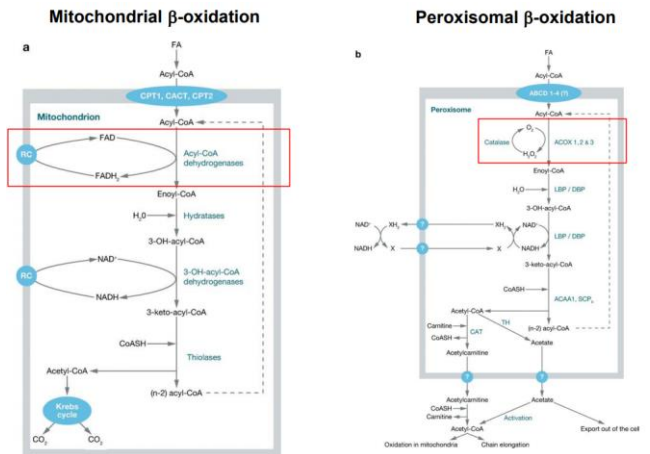 Mitochondrial β-oxidation
a
FA
Acyl-CoA
CPT1, CACT, CPT2
Mitochondrion
Acyl-CoA
FAD
RC
Acyl-CoA
dehydrogenases
FADH2
Enoyl-CoA
H20
Hydratases
3-OH-acyl-CoA
NAD+
RC
3-OH-acyl-CoA
dehydrogenases
NADH
3-keto-acyl-CoA
CoASH
Thiolases
Acetyl-CoA
(n-2) acyl-CoA
Krebs
cycle
CO2 CO2
Peroxisomal β-oxidation
b
FA
Acyl-CoA
ABCD 1-4 (?)
Peroxisome
Acyl-CoA
O2
Catalase
ACOX 1, 2 & 3
H2O2
Enoyl-CoA
H2O
LBP / DBP
3-OH-acyl-CoA
NAD+ XH2 ? XH2 NAD+
LBP / DBP
NADH X ? X NADH
3-keto-acyl-CoA
CoASH
ACAA1, SCPx
Acetyl-CoA
TH
(n-2) acyl-CoA
Carnitine
CAT
CoASH
Acetate
Acetylcarnitine
? ?
Acetylcarnitine
Acetate
CoASH
Carnitine
Activation
Acetyl-CoA
Export out of the cell
Oxidation in mitochondria
Chain elongation